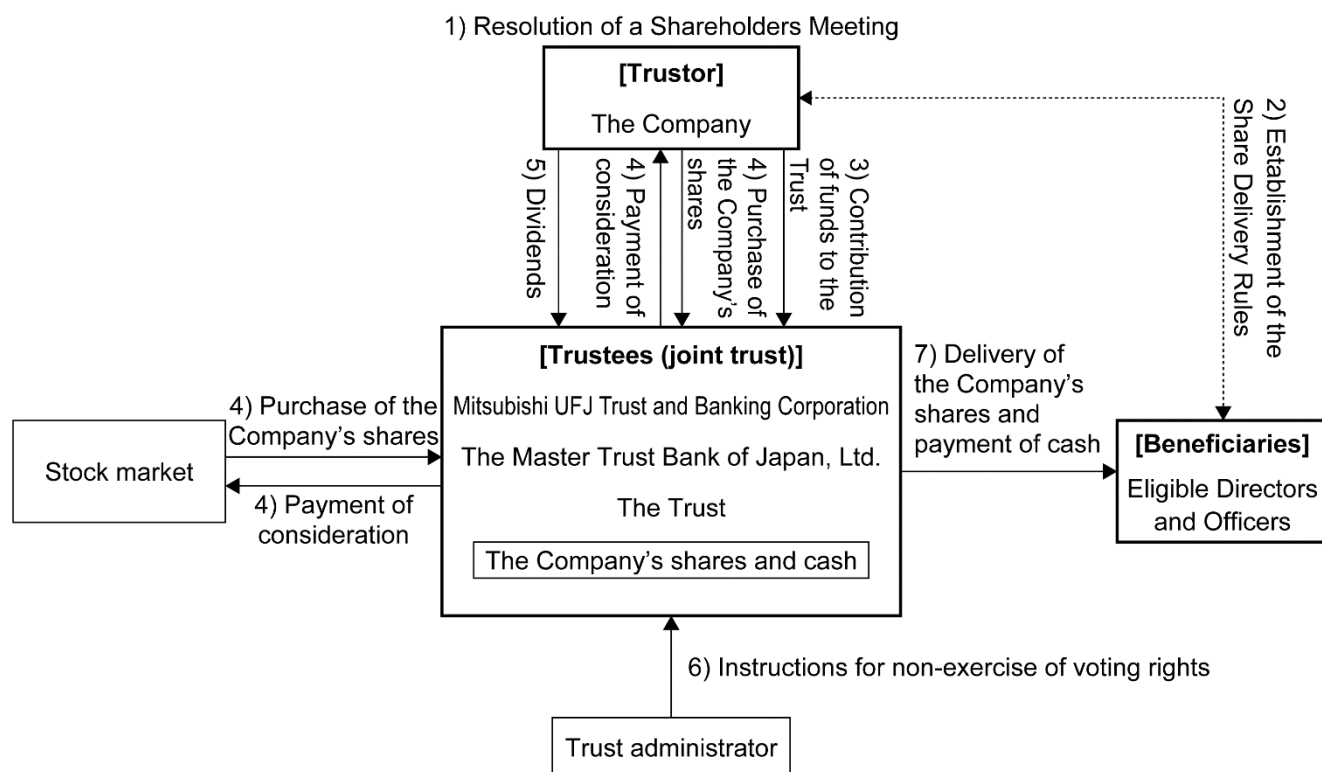 1) Resolution of a Shareholders Meeting
[Trustor]
The Company
2) Establishment of the
Share Delivery Rules
5) Dividends
4) Payment of
consideration
4) Purchase of
the Company’s
shares
3) Contribution
of funds to the
Trust
[Trustees (joint trust)]
Mitsubishi UFJ Trust and Banking Corporation
The Master Trust Bank of Japan, Ltd.
The Trust
The Company’s shares and cash
4) Purchase of the
Company’s shares
Stock market
4) Payment of
consideration
7) Delivery of
the Company’s
shares and
payment of cash
[Beneficiaries]
Eligible Directors
and Officers
6) Instructions for non-exercise of voting rights
Trust administrator